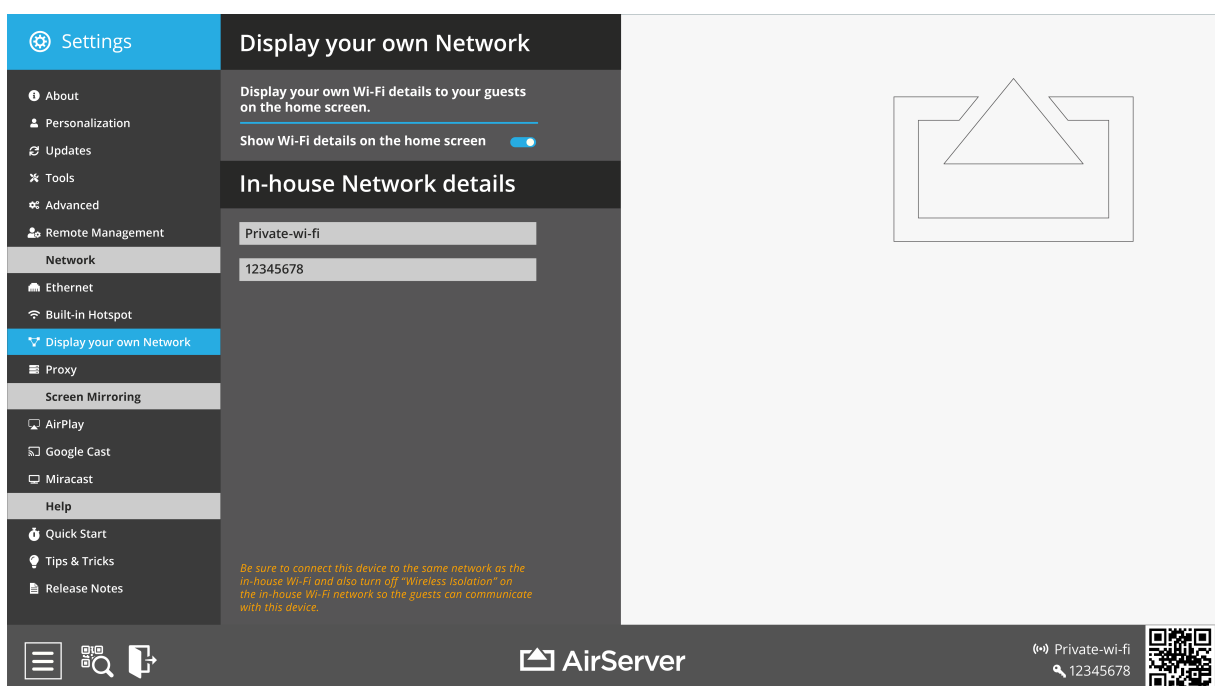 Settings
About
Personalization
Updates
Tools
Advanced
Remote Management
Network
Ethernet
Built-in Hotspot
Display your own Network
Proxy
Screen Mirroring
AirPlay
Google Cast
Miracast
Help
Quick Start
Tips & Tricks
Release Notes
Display your own Network
Display your own Wi-Fi details to your guests
on the home screen.
Show Wi-Fi details on the home screen
In-house Network details
Private-wi-fi
12345678
Be sure to connect this device to the same network as the
in-house Wi-Fi and also turn off “Wireless Isolation” on
the in-house Wi-Fi network so the guests can communicate
with this device.
AirServer
Private-wi-fi
12345678